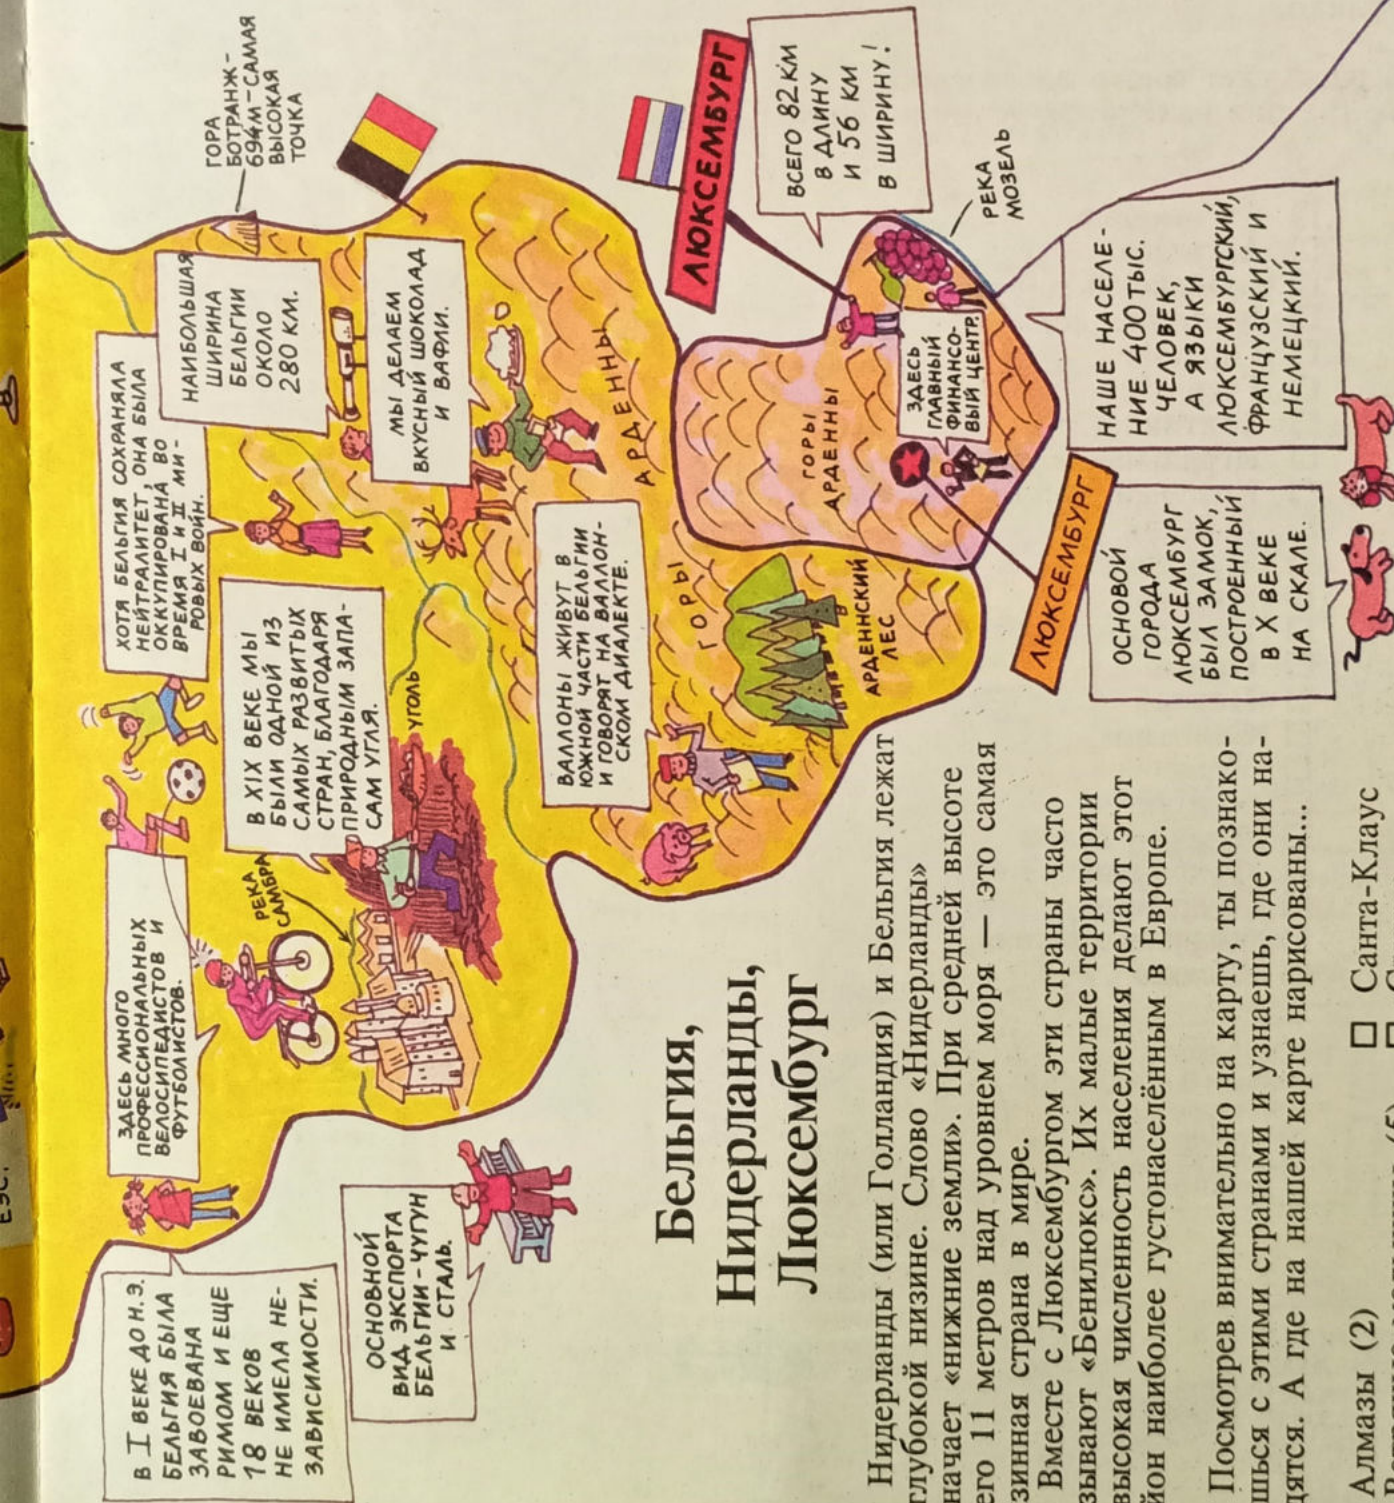 ЕЭС.
В I ВЕКЕ ДО Н.Э.
БЕЛЬГИЯ БЫЛА
ЗАВОЕВАНА
РИМОМ И ЕЩЕ
18 ВЕКОВ
НЕ ИМЕЛА НЕ-
ЗАВИСИМОСТИ.
ЗДЕСЬ МНОГО
ПРОФЕССИОНАЛЬНЫХ
ВЕЛОСИПЕДИСТОВ И
ФУТБОЛИСТОВ.
ХОТЯ БЕЛЬГИЯ СОХРАНЯЛА
НЕЙТРАЛИТЕТ, ОНА БЫЛА
ОККУПИРОВАНА ВО
ВРЕМЯ I И II МИ-
РОВЫХ ВОЙН.
НАИБОЛЬШАЯ
ШИРИНА
БЕЛЬГИИ
ОКОЛО
280 КМ.
ГОРА
БОТРАНЖ-
694М-САМАЯ
ВЫСОКАЯ
ТОЧКА
В XIX ВЕКЕ МЫ
БЫЛИ ОДНОЙ ИЗ
САМЫХ РАЗВИТЫХ
СТРАН, БЛАГОДАРЯ
ПРИРОДНЫМ ЗАПА-
САМ УГЛЯ.
РЕКА
САМБРА
УГОЛЬ
МЫ ДЕЛАЕМ
ВКУСНЫЙ ШОКОЛАД
И ВАФЛИ.
ОСНОВНОЙ
ВИД ЭКСПОРТА
БЕЛЬГИИ-ЧУГУН
И СТАЛЬ.
ВАЛЛОНЫ ЖИВУТ В
ЮЖНОЙ ЧАСТИ БЕЛЬГИИ
И ГОВОРЯТ НА ВАЛЛОН-
СКОМ ДИАЛЕКТЕ.
ГОРЫ
АРДЕННЫ
АРДЕННСКИЙ
ЛЕС
ЛЮКСЕМБУРГ
ВСЕГО 82КМ
В ДЛИНУ
И 56 КМ
В ШИРИНУ!
РЕКА
МОЗЕЛЬ
ГОРЫ
АРДЕННЫ
ЗДЕСЬ
ГЛАВНЫЙ
ФИНАНСО-
ВЫЙ ЦЕНТР.
ЛЮКСЕМБУРГ
НАШЕ НАСЕЛЕ-
НИЕ 400ТЫС.
ЧЕЛОВЕК,
А ЯЗЫКИ
ЛЮКСЕМБУРГСКИЙ,
ФРАНЦУЗСКИЙ И
НЕМЕЦКИЙ.
ОСНОВОЙ
ГОРОДА
ЛЮКСЕМБУРГ
БЫЛ ЗАМОК,
ПОСТРОЕННЫЙ
В X ВЕКЕ
НА СКАЛЕ.
Бельгия,
Нидерланды,
Люксембург
Нидерланды (или Голландия) и Бельгия лежат
глубокой низине. Слово «Нидерланды»
начает «нижние земли». При средней высоте
его 11 метров над уровнем моря — это самая
зинная страна в мире.
Вместе с Люксембургом эти страны часто
зывают «Бенилюкс». Их малые территории
высокая численность населения делают этот
йон наиболее густонаселённым в Европе.
Посмотрев внимательно на карту, ты познако-
шься с этими странами и узнаешь, где они на-
дятся. А где на нашей карте нарисованы...
Алмазы (2)
Санта-Клаус